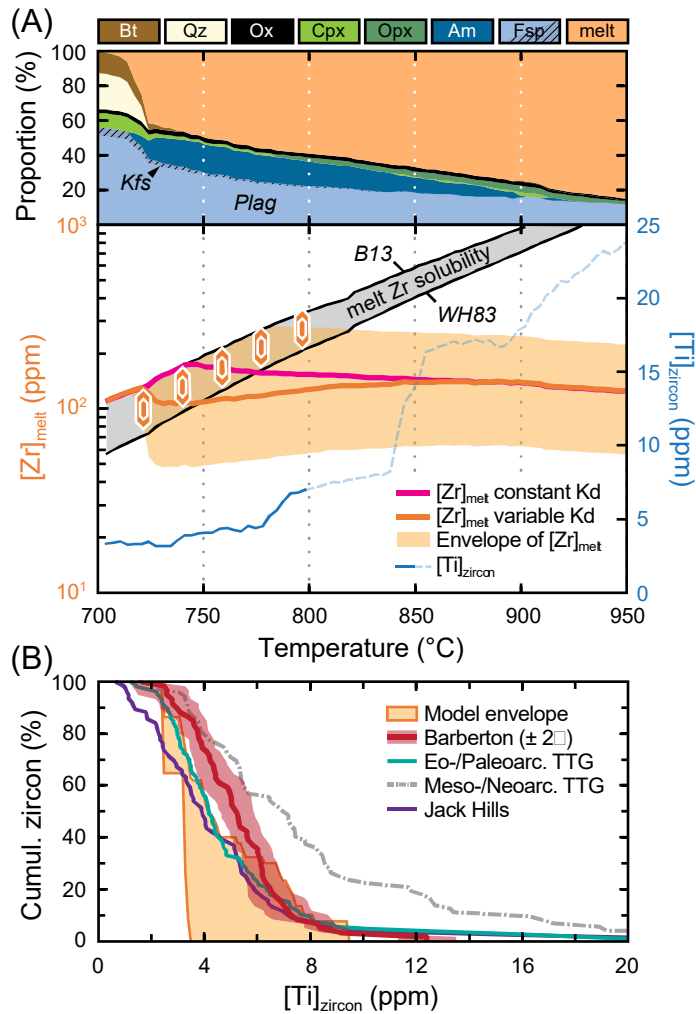 (A)
Bt Qz Ox Cpx Opx Am Fsp melt
Proportion (%)
100
80
60
40
20
Kfs
Plag
10³
10²
10¹
[Zr]melt (ppm)
25
20
15
10
5
0
[Ti]zircon (ppm)
B13
melt Zr solubility
WH83
[Zr]melt constant Kd
[Zr]melt variable Kd
Envelope of [Zr]melt
[Ti]zircon
700 750 800 850 900 950
Temperature (°C)
(B)
Cumul. zircon (%)
100
80
60
40
20
0
Model envelope
Barberton (± 2□)
Eo-/Paleoarc. TTG
Meso-/Neoarc. TTG
Jack Hills
0 4 8 12 16 20
[Ti]zircon (ppm)